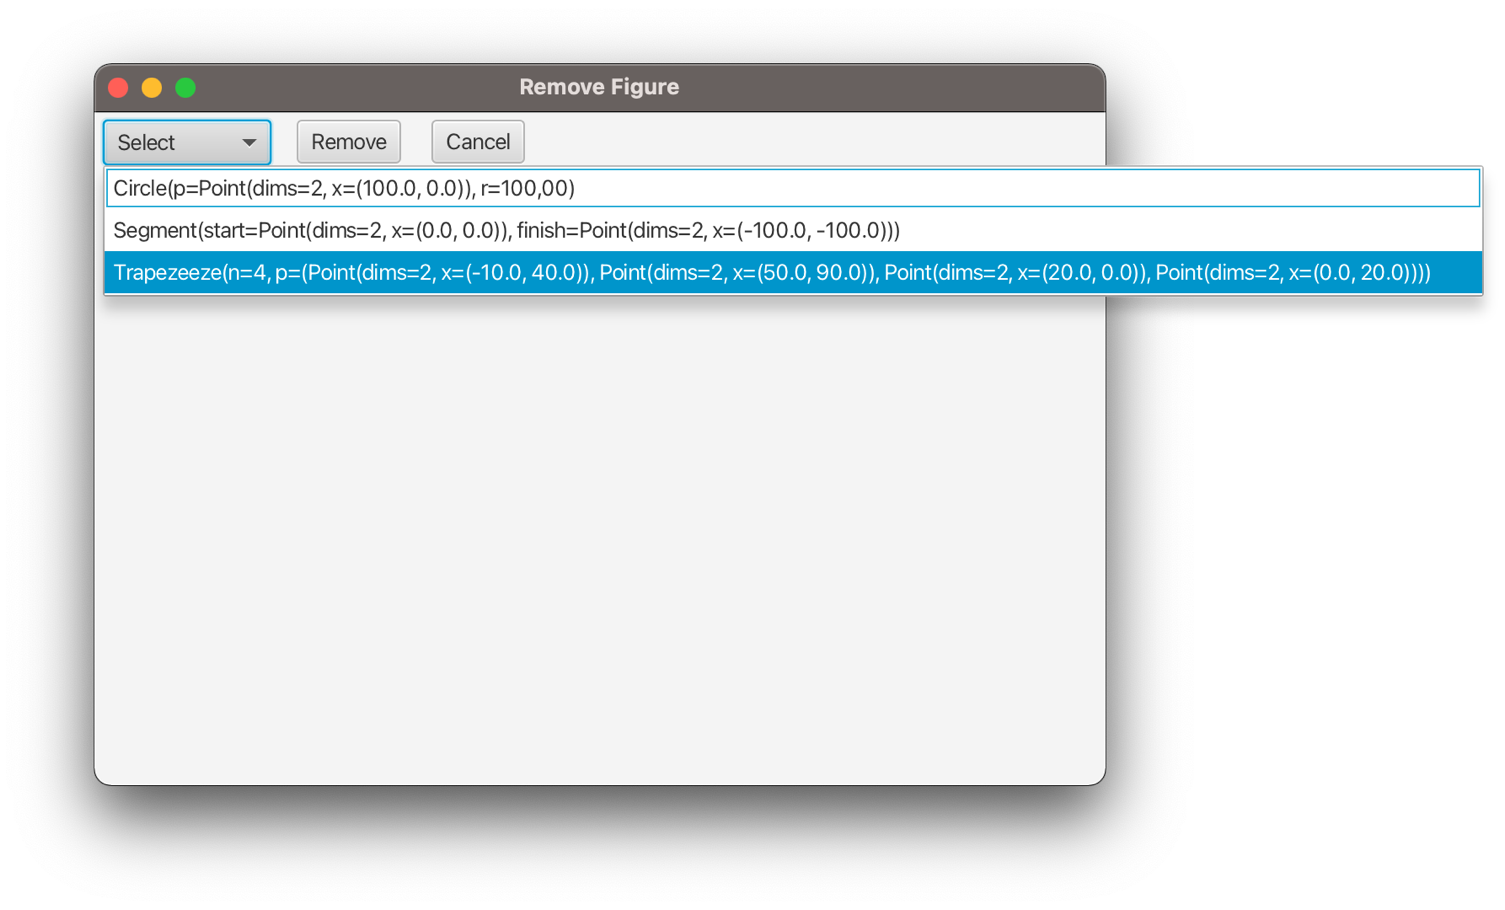 Remove Figure
Select Remove Cancel
Circle(p=Point(dims=2, x=(100.0, 0.0)), r=100,00)
Segment(start=Point(dims=2, x=(0.0, 0.0)), finish=Point(dims=2, x=(-100.0, -100.0)))
Trapezeeze(n=4, p=(Point(dims=2, x=(-10.0, 40.0)), Point(dims=2, x=(50.0, 90.0)), Point(dims=2, x=(20.0, 0.0)), Point(dims=2, x=(0.0, 20.0))))